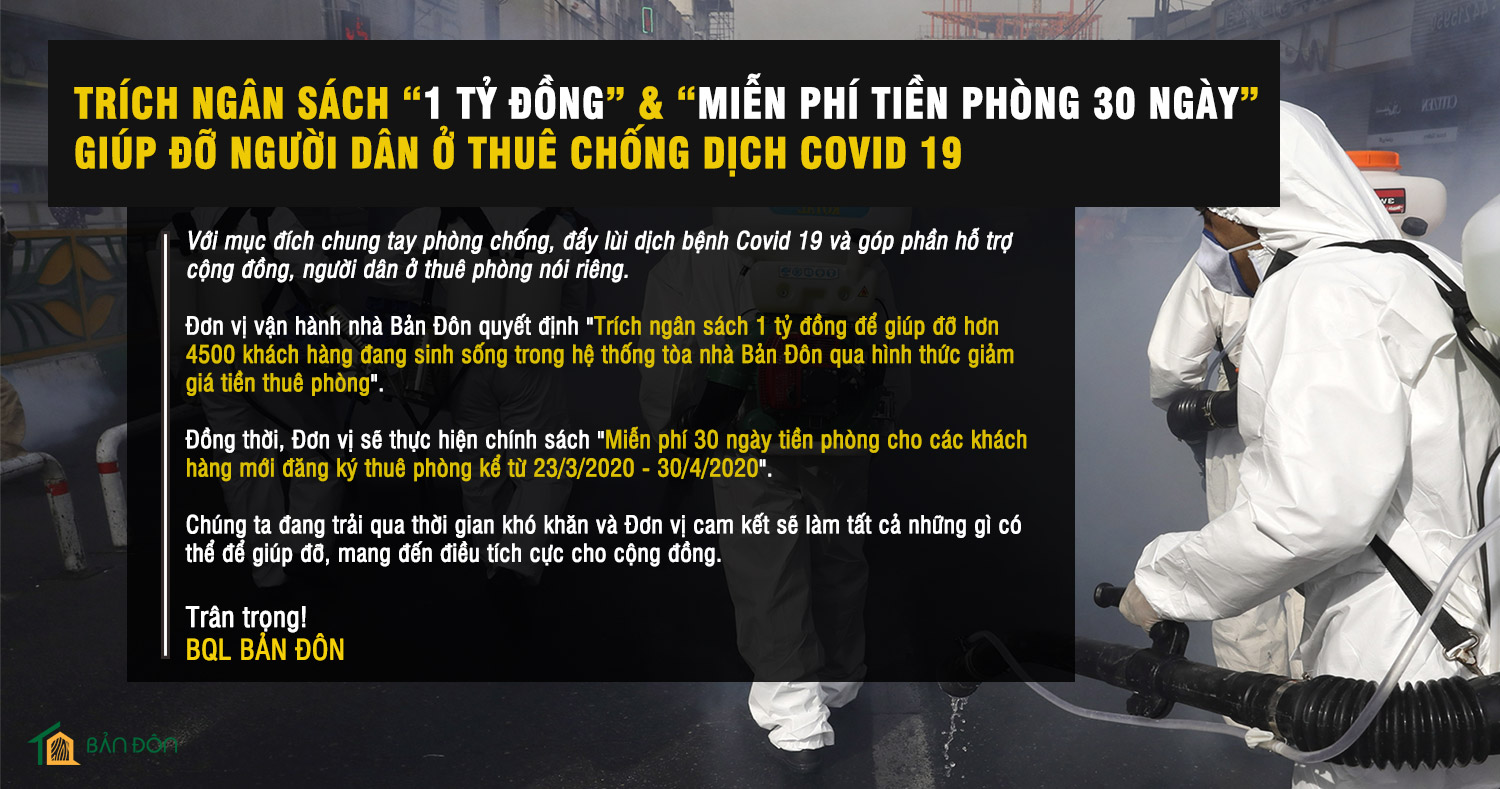 TRÍCH NGÂN SÁCH “1 TỶ ĐỒNG” & “MIỄN PHÍ TIỀN PHÒNG 30 NGÀY”
GIÚP ĐỠ NGƯỜI DÂN Ở THUÊ CHỐNG DỊCH COVID 19
Với mục đích chung tay phòng chống, đẩy lùi dịch bệnh Covid 19 và góp phần hỗ trợ
cộng đồng, người dân ở thuê phòng nói riêng.
Đơn vị vận hành nhà Bản Đôn quyết định "Trích ngân sách 1 tỷ đồng để giúp đỡ hơn
4500 khách hàng đang sinh sống trong hệ thống tòa nhà Bản Đôn qua hình thức giảm
giá tiền thuê phòng".
Đồng thời, Đơn vị sẽ thực hiện chính sách "Miễn phí 30 ngày tiền phòng cho các khách
hàng mới đăng ký thuê phòng kể từ 23/3/2020 - 30/4/2020".
Chúng ta đang trải qua thời gian khó khăn và Đơn vị cam kết sẽ làm tất cả những gì có
thể để giúp đỡ, mang đến điều tích cực cho cộng đồng.
Trân trọng!
BQL BẢN ĐÔN
BẢN ĐÔN
CITIZEN